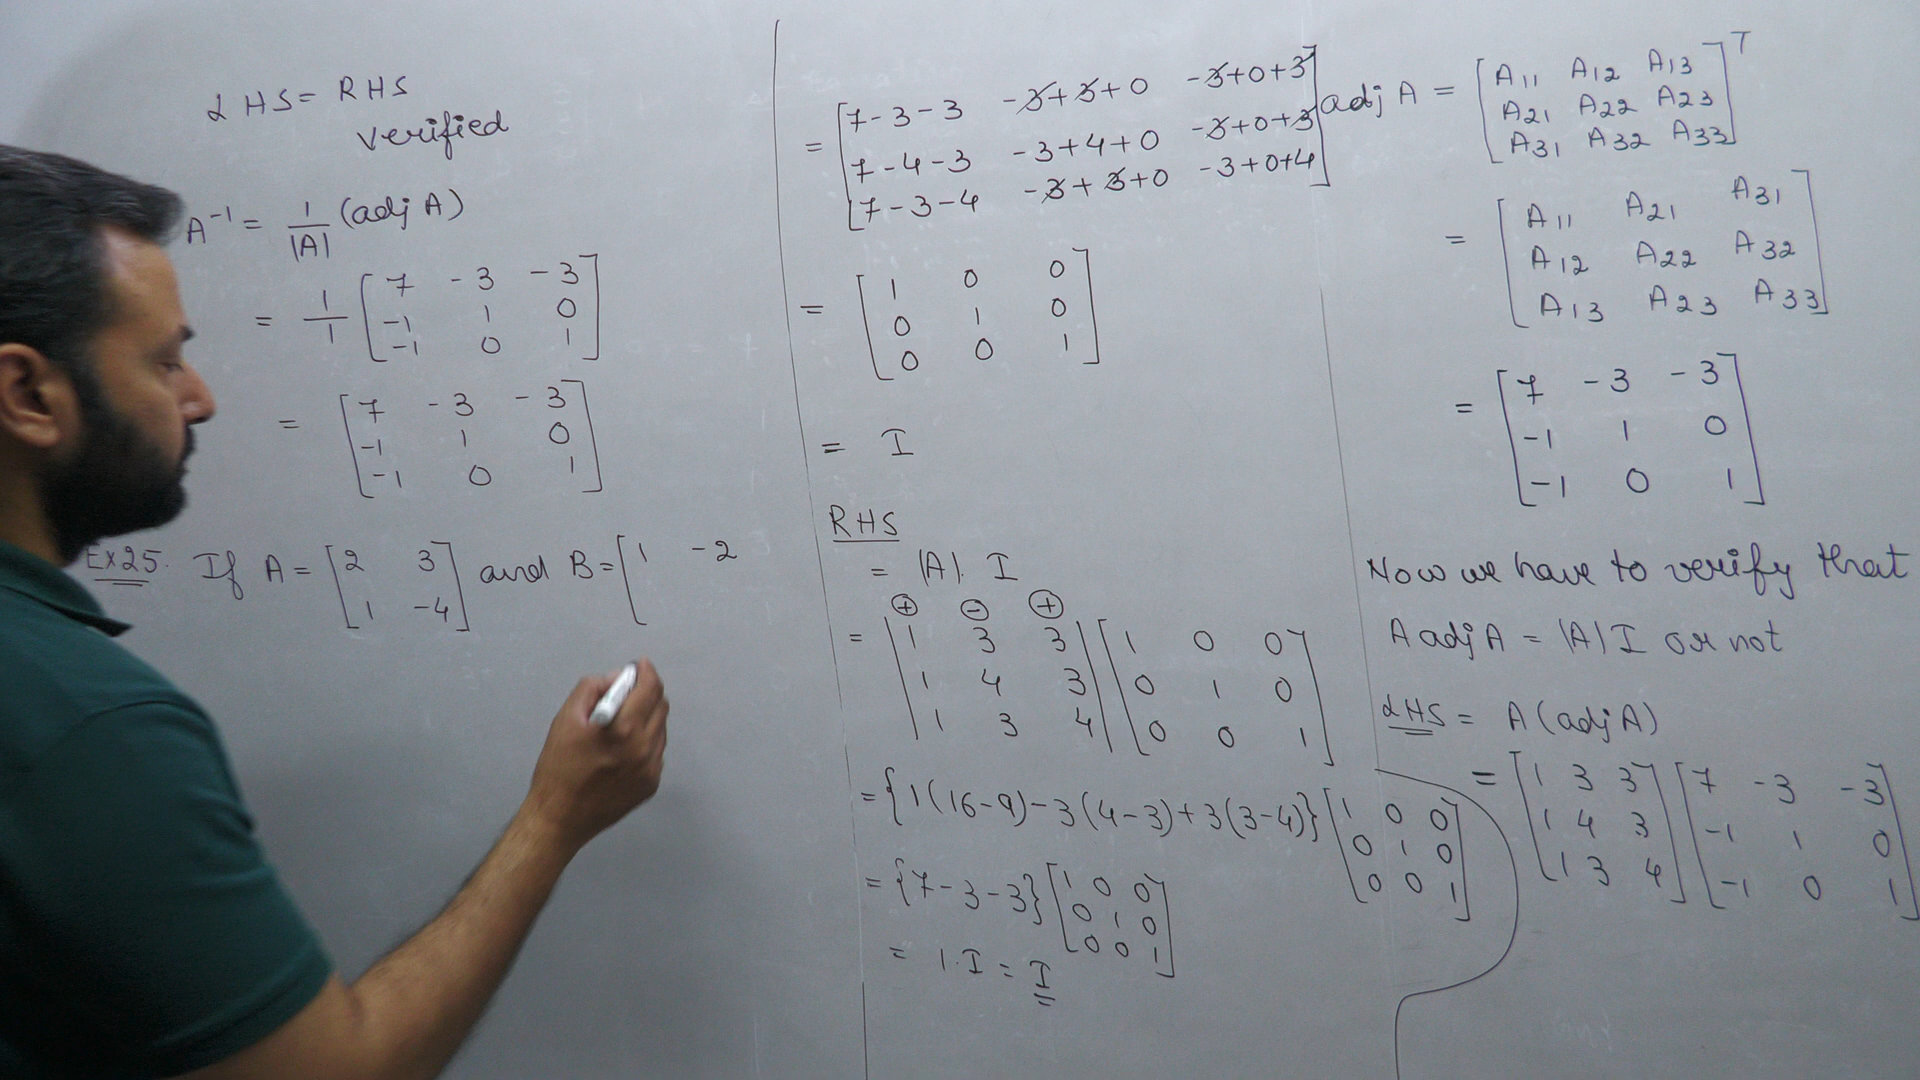 LHS = RHS
verified
A⁻¹ = 1/|A| (adj A)
= 1/1 [7 -3 -3
-1 1 0
-1 0 1]
= [7 -3 -3
-1 1 0
-1 0 1]
Ex25. If A = [2 3 and B = [1 -2
1 -4]
= [7-3-3 -3+3+0 -3+0+3
7-4-3 -3+4+0 -3+0+3
7-3-4 -3+3+0 -3+0+4]
= [1 0 0
0 1 0
0 0 1]
= I
RHS
= |A|. I
⊕ ⊖ ⊕
= |1 3 3| [1 0 0
1 4 3 0 1 0
1 3 4| 0 0 1]
= {1(16-9)-3(4-3)+3(3-4)} [1 0 0
0 1 0
0 0 1]
= {7-3-3} [1 0 0
0 1 0
0 0 1]
= 1.I = I
adj A = [A11 A12 A13
A21 A22 A23
A31 A32 A33]ᵀ
= [A11 A21 A31
A12 A22 A32
A13 A23 A33]
= [7 -3 -3
-1 1 0
-1 0 1]
Now we have to verify that
A adj A = |A| I or not
LHS = A (adj A)
= [1 3 3] [7 -3 -3
1 4 3 -1 1 0
1 3 4] -1 0 1]